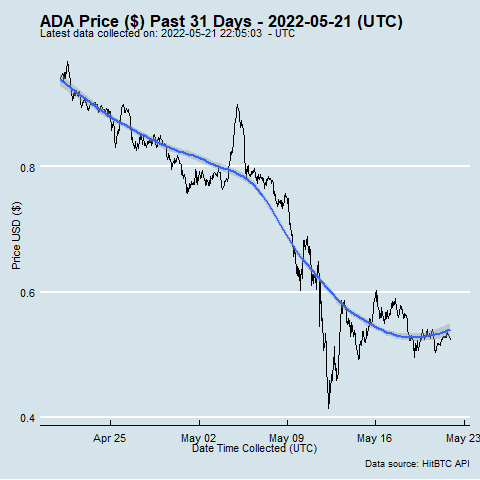 ADA Price ($) Past 31 Days - 2022-05-21 (UTC)
Latest data collected on: 2022-05-21 22:05:03  - UTC
Price USD ($)
0.8
0.6
0.4
Apr 25 May 02 May 09 May 16 May 23
Date Time Collected (UTC)
Data source: HitBTC API